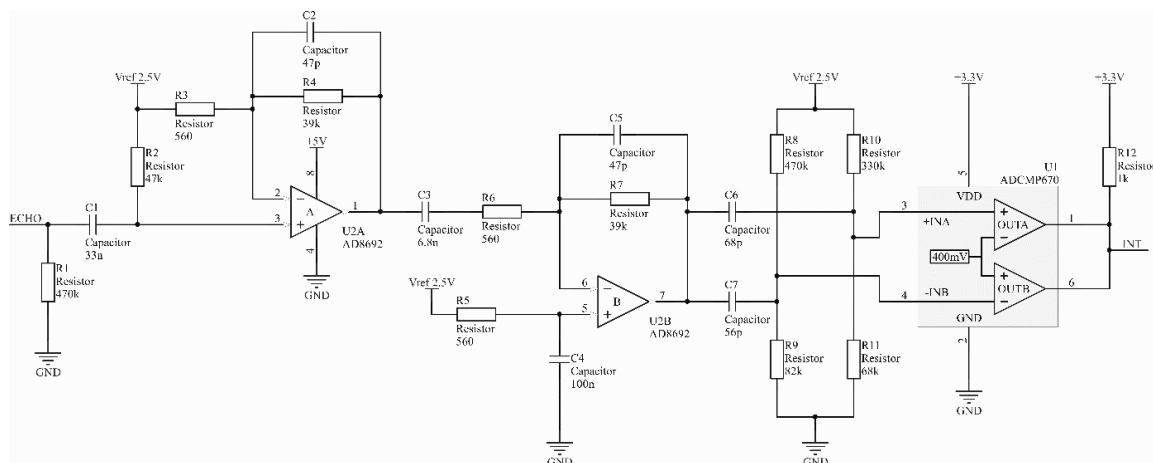 C2
Capacitor
47p
Vref 2.5V
R3
Resistor
560
R4
Resistor
39k
R2
Resistor
47k
+5V
8
2
3
A
1
4
U2A
AD8692
GND
ECHO
C1
Capacitor
33n
R1
Resistor
470k
GND
C3
Capacitor
6.8n
R6
Resistor
560
C5
Capacitor
47p
R7
Resistor
39k
Vref 2.5V
R5
Resistor
560
6
5
B
7
U2B
AD8692
C4
Capacitor
100n
GND
C6
Capacitor
68p
C7
Capacitor
56p
Vref 2.5V
R8
Resistor
470k
R10
Resistor
330k
R9
Resistor
82k
R11
Resistor
68k
GND
+3.3V
5
VDD
U1
ADCMP670
3
+INA
OUTA
1
400mV
4
-INB
OUTB
6
GND
2
GND
+3.3V
R12
Resistor
1k
INT